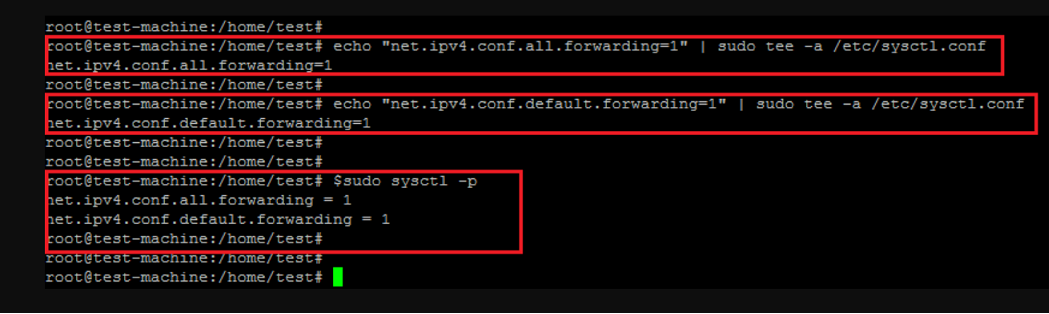 root@test-machine:/home/test#
root@test-machine:/home/test# echo "net.ipv4.conf.all.forwarding=1" | sudo tee -a /etc/sysctl.conf
net.ipv4.conf.all.forwarding=1
root@test-machine:/home/test#
root@test-machine:/home/test# echo "net.ipv4.conf.default.forwarding=1" | sudo tee -a /etc/sysctl.conf
net.ipv4.conf.default.forwarding=1
root@test-machine:/home/test#
root@test-machine:/home/test#
root@test-machine:/home/test# $sudo sysctl -p
net.ipv4.conf.all.forwarding = 1
net.ipv4.conf.default.forwarding = 1
root@test-machine:/home/test#
root@test-machine:/home/test#
root@test-machine:/home/test#